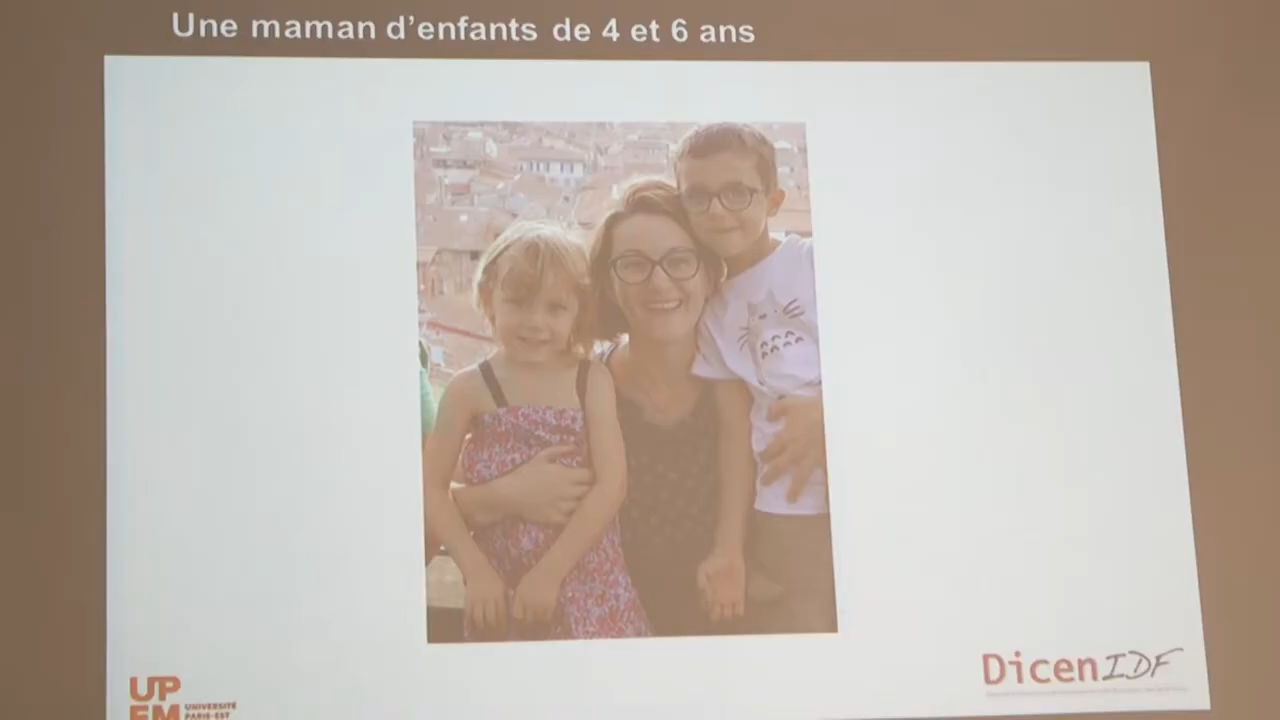 Une maman d’enfants de 4 et 6 ans
DicenIDF
UP
EM
UNIVERSITÉ
PARIS-EST